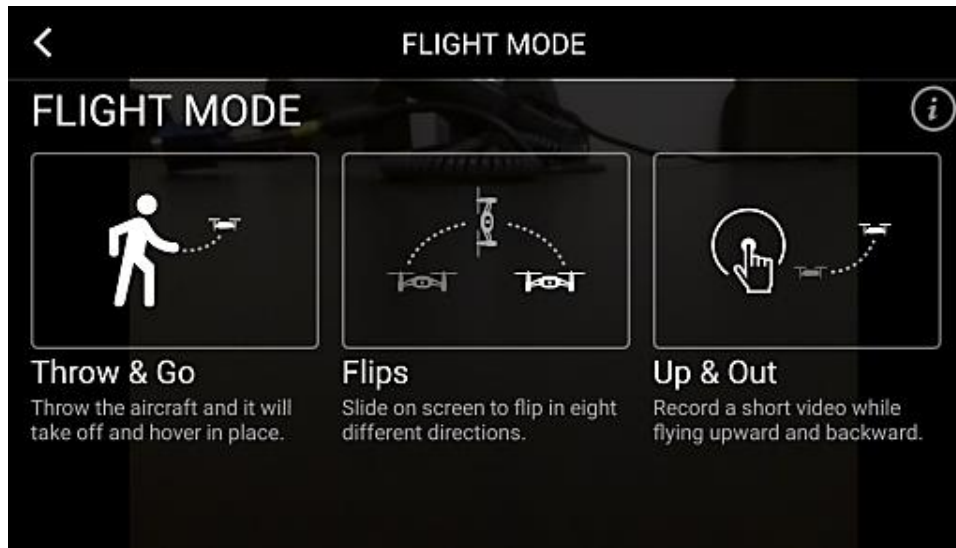 FLIGHT MODE
FLIGHT MODE
i
Throw & Go
Throw the aircraft and it will
take off and hover in place.
Flips
Slide on screen to flip in eight
different directions.
Up & Out
Record a short video while
flying upward and backward.